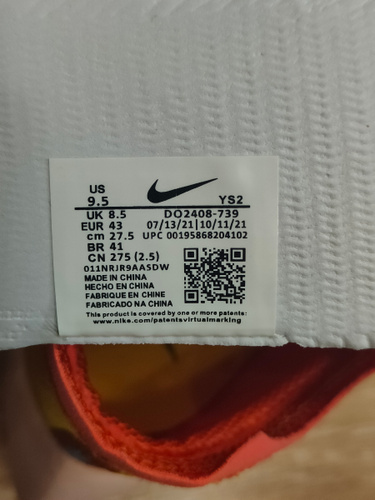 US
9.5 YS2
UK 8.5 DO2408-739
EUR 43 07/13/21|10/11/21
cm 27.5 UPC 00195868204102
BR 41
CN 275 (2.5)
011NRJR9AASDW
MADE IN CHINA
HECHO EN CHINA
FABRIQUE EN CHINE
FABRICADO NA CHINA
This product is covered by one or more patents:
www.nike.com/patentsvirtualmarking